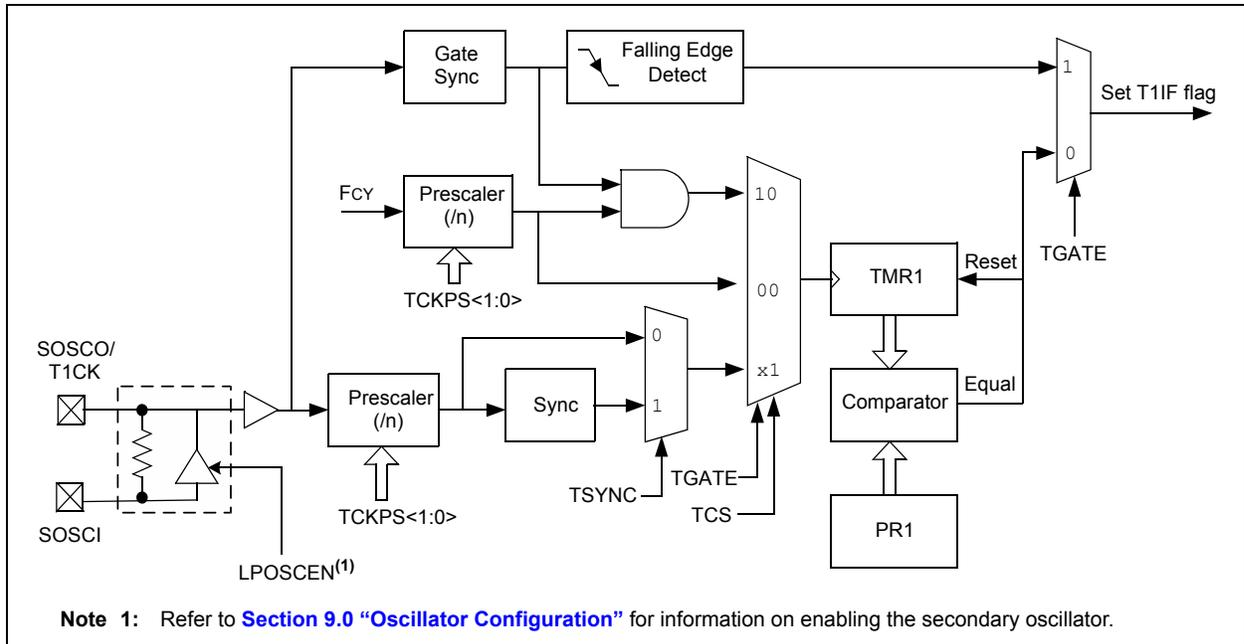 Gate
Sync
Falling Edge
Detect
1
Set T1IF flag
0
TGATE
FCY
Prescaler
(/n)
TCKPS<1:0>
10
00
x1
TMR1
Reset
SOSCO/
T1CK
Prescaler
(/n)
Sync
0
1
Comparator
Equal
TGATE
TSYNC
TCS
TCKPS<1:0>
PR1
SOSCI
LPOSCEN(1)
Note 1: Refer to Section 9.0 “Oscillator Configuration” for information on enabling the secondary oscillator.